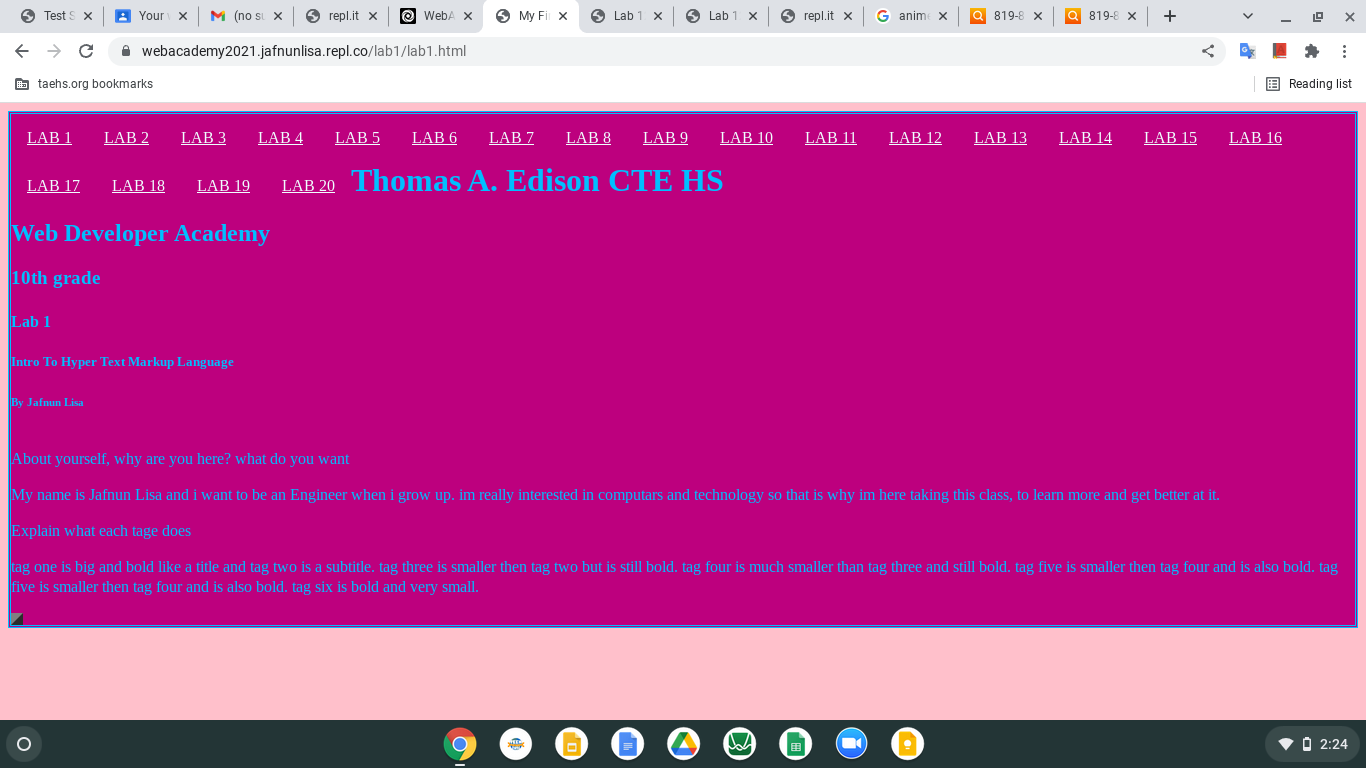 Test S
Your v
(no su
repl.it
WebA
My Fi
Lab 1
Lab 1
repl.it
anime
819-8
819-8
webacademy2021.jafnunlisa.repl.co/lab1/lab1.html
taehs.org bookmarks
Reading list
LAB 1 LAB 2 LAB 3 LAB 4 LAB 5 LAB 6 LAB 7 LAB 8 LAB 9 LAB 10 LAB 11 LAB 12 LAB 13 LAB 14 LAB 15 LAB 16
LAB 17 LAB 18 LAB 19 LAB 20 Thomas A. Edison CTE HS
Web Developer Academy
10th grade
Lab 1
Intro To Hyper Text Markup Language
By Jafnun Lisa
About yourself, why are you here? what do you want
My name is Jafnun Lisa and i want to be an Engineer when i grow up. im really interested in computars and technology so that is why im here taking this class, to learn more and get better at it.
Explain what each tage does
tag one is big and bold like a title and tag two is a subtitle. tag three is smaller then tag two but is still bold. tag four is much smaller than tag three and still bold. tag five is smaller then tag four and is also bold. tag
five is smaller then tag four and is also bold. tag six is bold and very small.
2:24